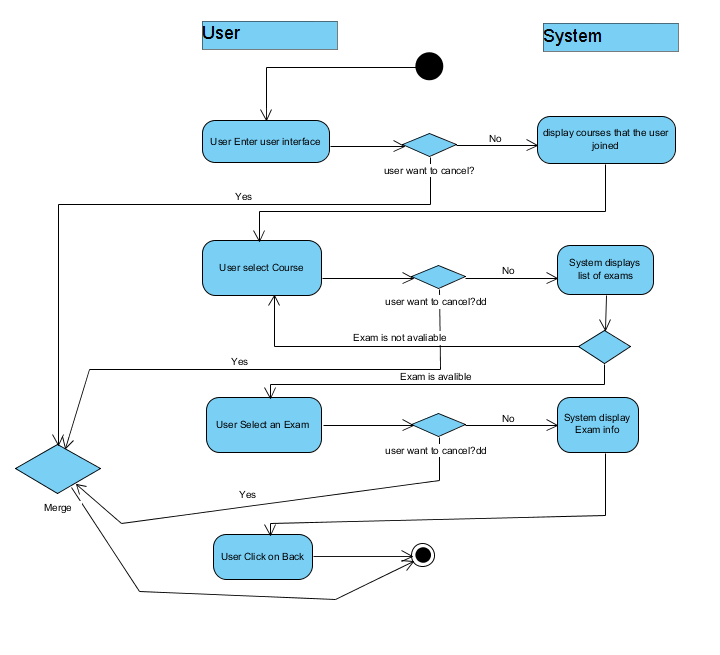 User
System
User Enter user interface
No
display courses that the user
joined
user want to cancel?
Yes
User select Course
No
System displays
list of exams
user want to cancel?dd
Exam is not avaliable
Yes
Exam is avalible
User Select an Exam
No
System display
Exam info
user want to cancel?dd
Yes
Merge
User Click on Back